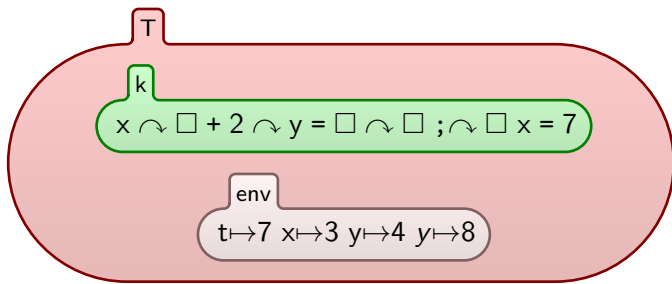 T
k
x ↷ □ + 2 ↷ y = □ ↷ □ ; ↷ □ x = 7
env
t↦7 x↦3 y↦4 y↦8